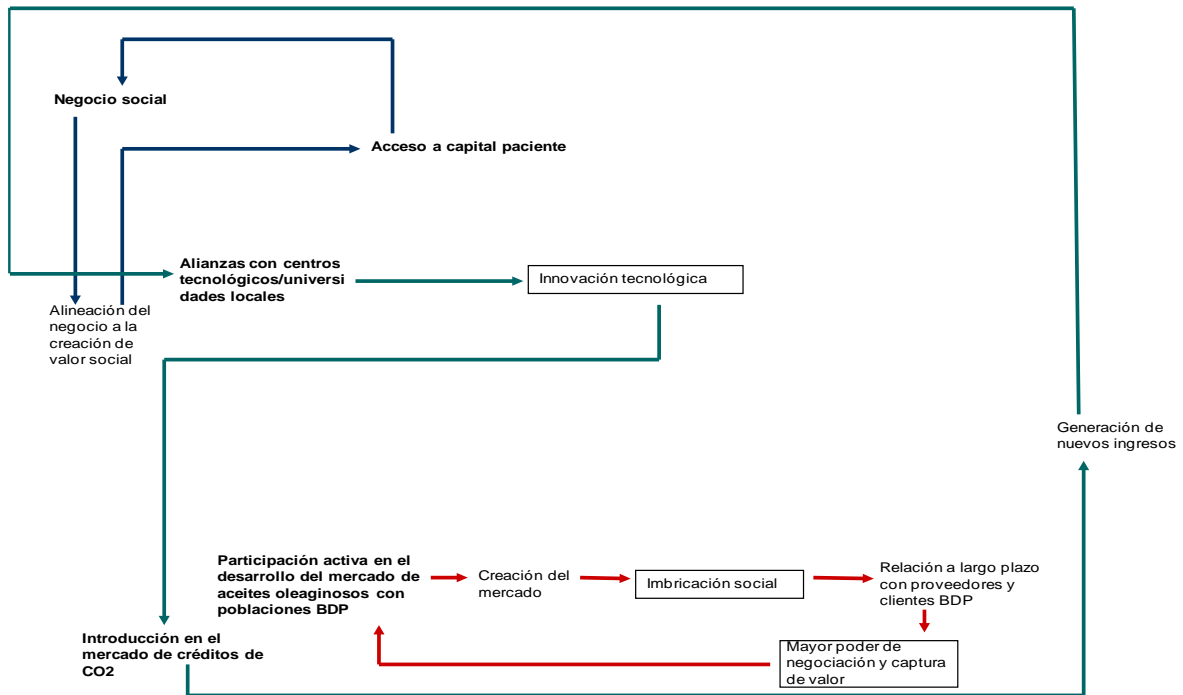 Negocio social
Acceso a capital paciente
Alianzas con centros
tecnológicos/universi
dades locales
Innovación tecnológica
Alineación del
negocio a la
creación de
valor social
Generación de
nuevos ingresos
Participación activa en el
desarrollo del mercado de
aceites oleaginosos con
poblaciones BDP
Creación del
mercado
Imbricación social
Relación a largo plazo
con proveedores y
clientes BDP
Introducción en el
mercado de créditos de
CO2
Mayor poder de
negociación y captura
de valor